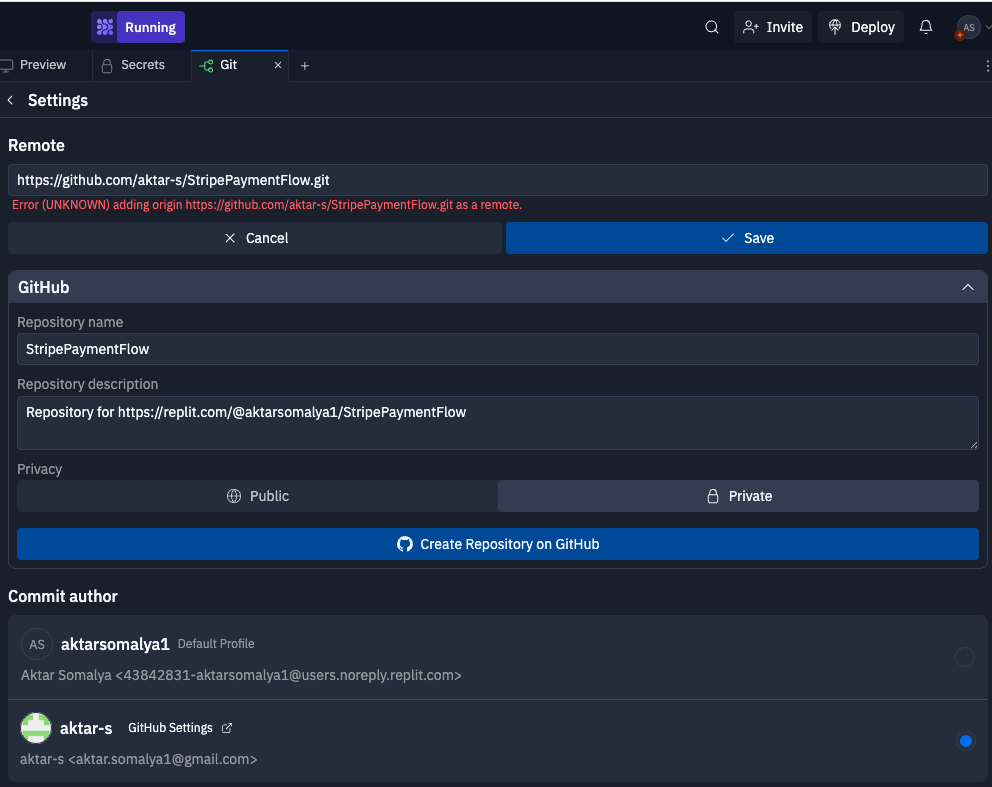 Running
Invite
Deploy
AS
Preview
Secrets
Git
Settings
Remote
https://github.com/aktar-s/StripePaymentFlow.git
Error (UNKNOWN) adding origin https://github.com/aktar-s/StripePaymentFlow.git as a remote.
Cancel
Save
GitHub
Repository name
StripePaymentFlow
Repository description
Repository for https://replit.com/@aktarsomalya1/StripePaymentFlow
Privacy
Public
Private
Create Repository on GitHub
Commit author
AS aktarsomalya1 Default Profile
Aktar Somalya <43842831-aktarsomalya1@users.noreply.replit.com>
aktar-s GitHub Settings
aktar-s <aktar.somalya1@gmail.com>